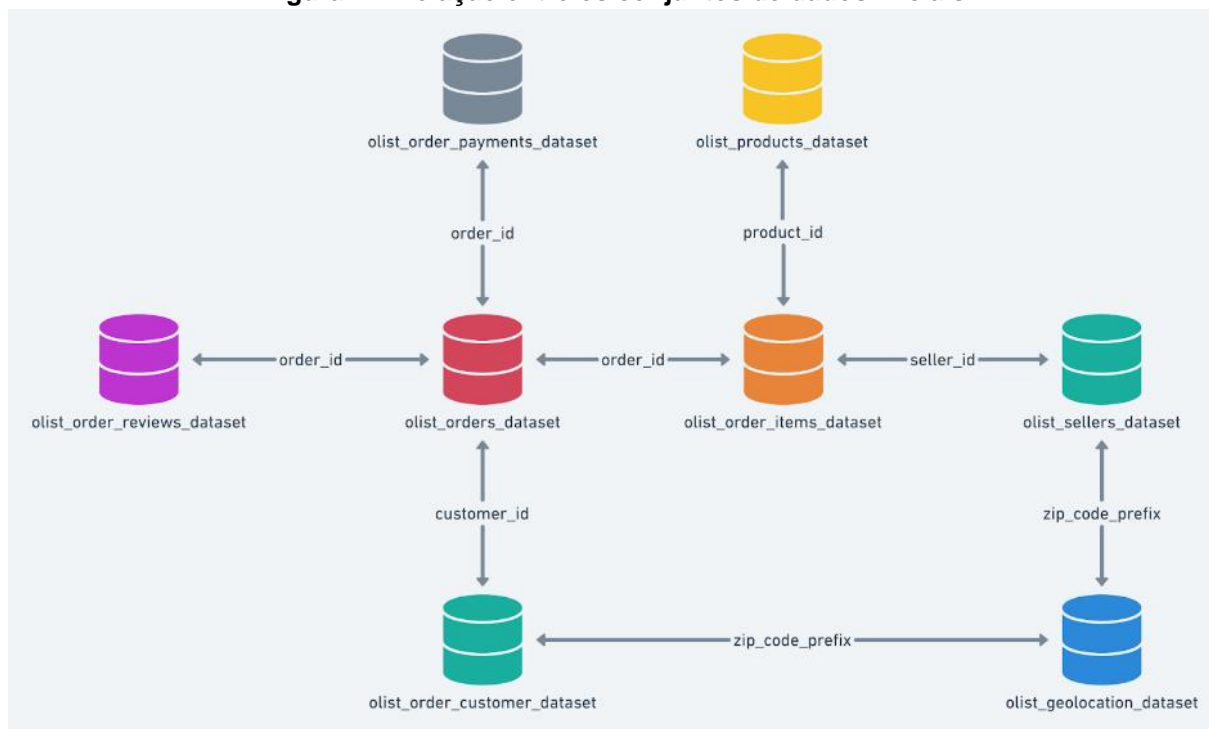 olist_order_payments_dataset
olist_products_dataset
order_id
product_id
order_id
order_id
seller_id
olist_order_reviews_dataset
olist_orders_dataset
olist_order_items_dataset
olist_sellers_dataset
customer_id
zip_code_prefix
zip_code_prefix
olist_order_customer_dataset
olist_geolocation_dataset